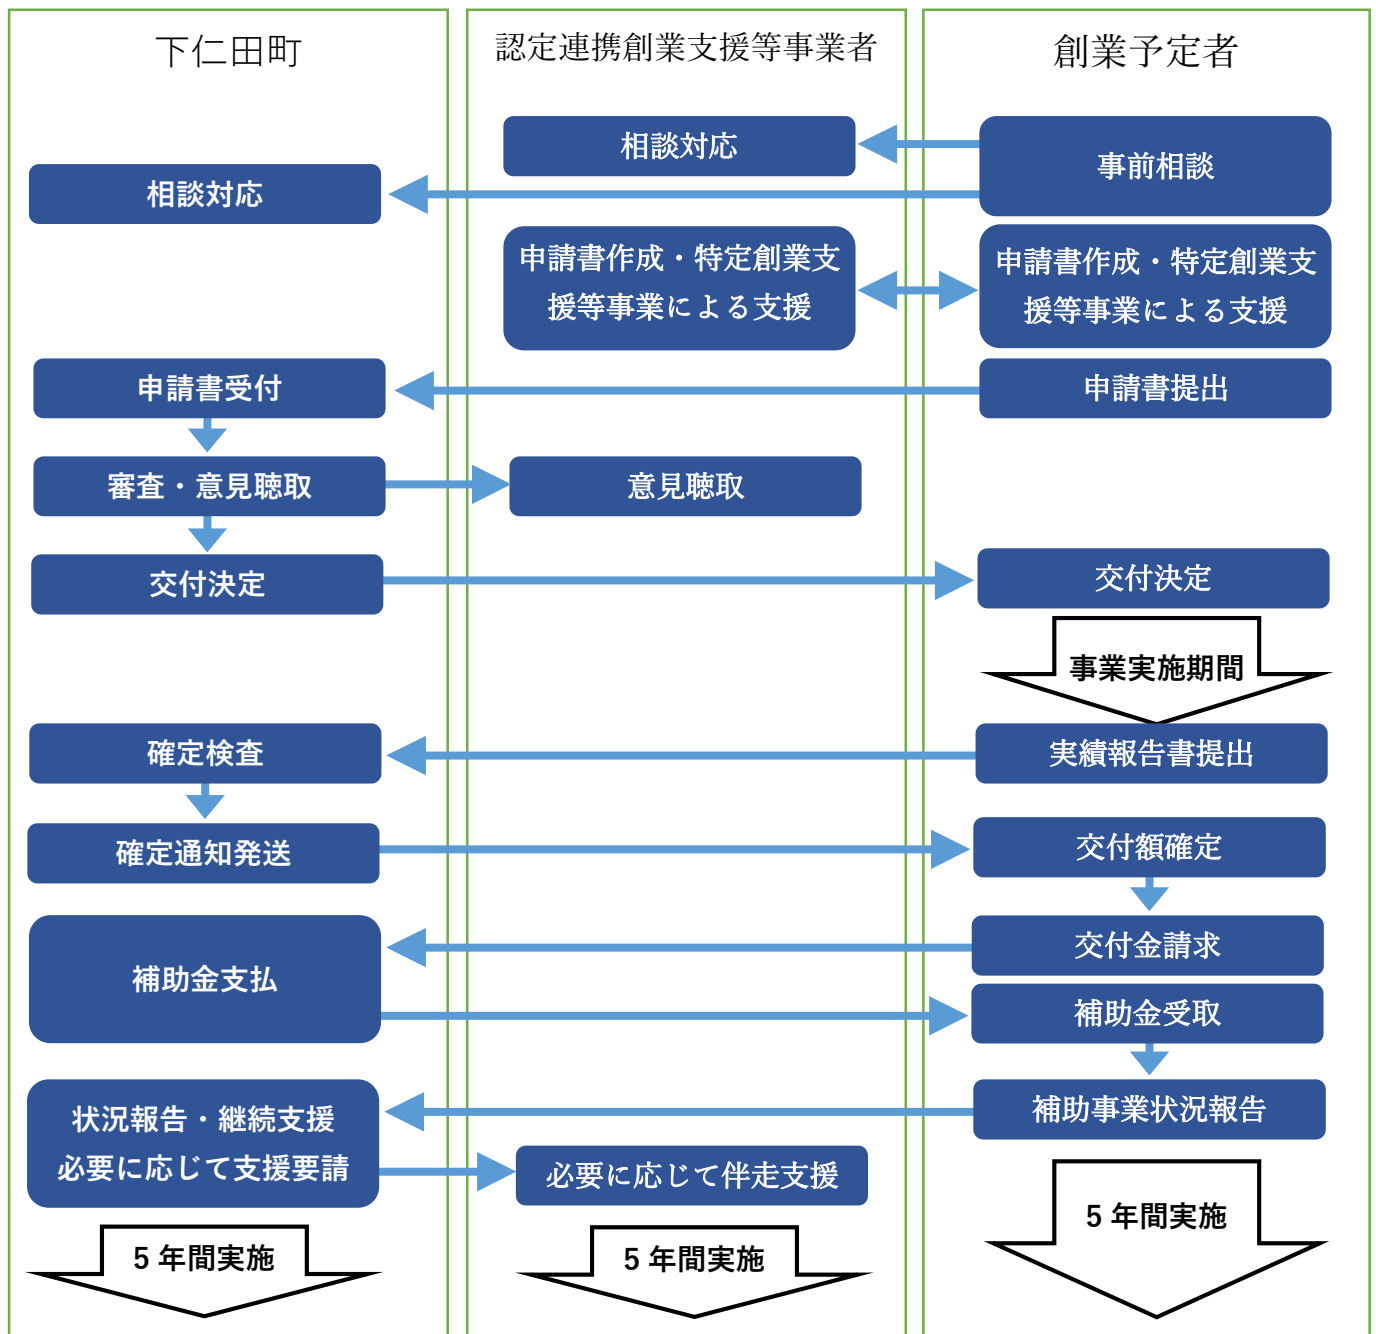 下仁田町
認定連携創業支援等事業者
創業予定者
相談対応
事前相談
相談対応
申請書作成・特定創業支
援等事業による支援
申請書作成・特定創業支
援等事業による支援
申請書受付
申請書提出
審査・意見聴取
意見聴取
交付決定
交付決定
事業実施期間
確定検査
実績報告書提出
確定通知発送
交付額確定
補助金支払
交付金請求
補助金受取
状況報告・継続支援
必要に応じて支援要請
補助事業状況報告
必要に応じて伴走支援
5 年間実施
5 年間実施
5 年間実施